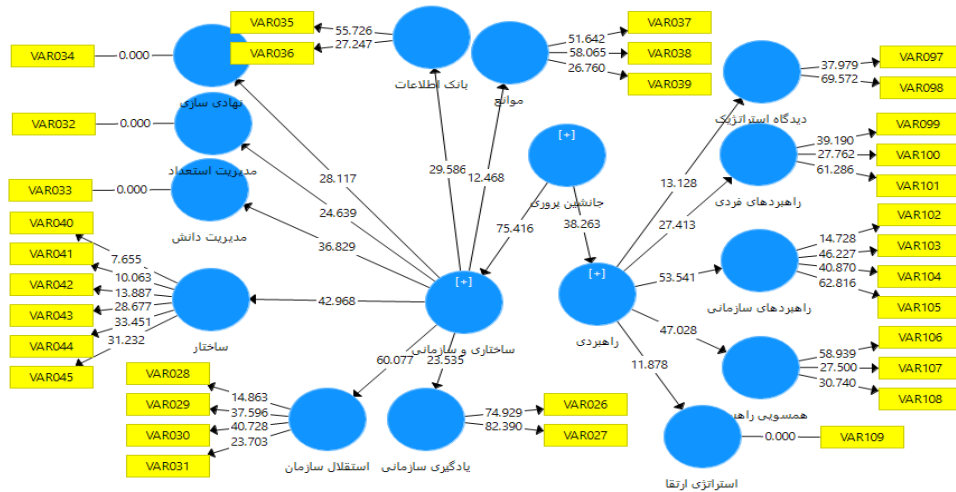 VAR034
0.000
نهادی سازی
VAR035
VAR036
55.726
27.247
بانک اطلاعات
51.642
58.065
26.760
موانع
VAR037
VAR038
VAR039
37.979
69.572
VAR097
VAR098
دیدگاه استراتژیک
VAR032
0.000
مدیریت استعداد
VAR033
0.000
مدیریت دانش
[+]
جانشین پروری
39.190
27.762
61.286
VAR099
VAR100
VAR101
راهبردهای فردی
28.117
24.639
36.829
29.586
12.468
75.416
38.263
13.128
27.413
VAR040
VAR041
VAR042
VAR043
VAR044
VAR045
7.655
10.063
13.887
28.677
33.451
31.232
ساختار
42.968
[+]
ساختاری و سازمانی
[+]
راهبردی
53.541
14.728
46.227
40.870
62.816
VAR102
VAR103
VAR104
VAR105
راهبردهای سازمانی
60.077
23.535
47.028
11.878
58.939
27.500
30.740
VAR106
VAR107
VAR108
همسویی
VAR028
VAR029
VAR030
VAR031
14.863
37.596
40.728
23.703
استقلال سازمان
یادگیری سازمانی
74.929
82.390
VAR026
VAR027
0.000
VAR109
استراتژی ارتقا